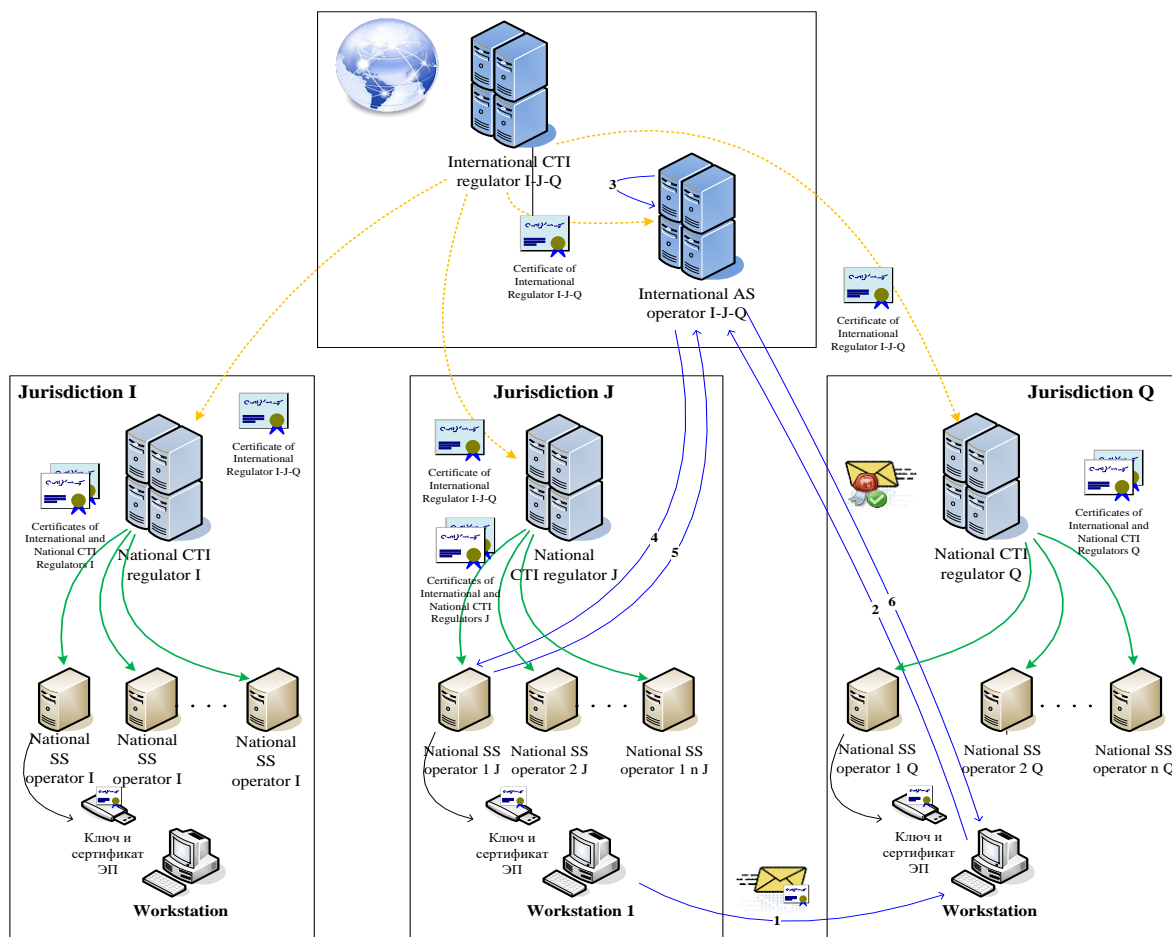 International CTI
regulator I-J-Q
3
Certificate of
International
Regulator I-J-Q
International AS
operator I-J-Q
Certificate of
International
Regulator I-J-Q
Jurisdiction I
Certificate of
International
Regulator I-J-Q
Certificates of
International and
National CTI
Regulators I
National CTI
regulator I
. . . .
National
SS
operator I
National
SS
operator I
National
SS
operator I
Ключ и
сертификат
ЭП
Workstation
Jurisdiction J
Certificate of
International
Regulator I-J-Q
Certificates of
International and
National CTI
Regulators J
National
CTI regulator J
4
5
. . . .
National SS
operator 1 J
National SS
operator 2 J
National SS
operator 1 n J
Ключ и
сертификат
ЭП
Workstation 1
1
Jurisdiction Q
Certificates of
International and
National CTI
Regulators Q
National CTI
regulator Q
2
6
. . . .
National SS
operator 1 Q
National SS
operator 2 Q
National SS
operator n Q
Ключ и
сертификат
ЭП
Workstation